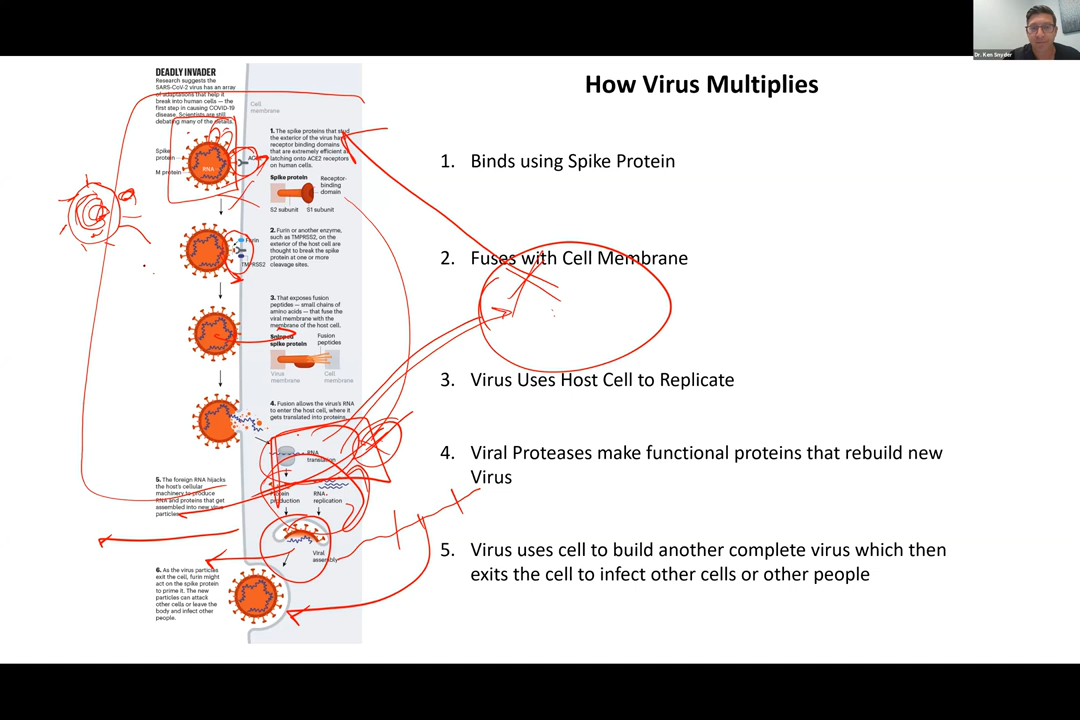 Dr. Ken Snyder
How Virus Multiplies
DEADLY INVADER
Research suggests the
SARS-CoV-2 virus has an array
of adaptations that help it
break into human cells — the
first step in causing COVID-19
disease. Scientists are still
debating many of the details.
Cell
membrane
Spike
protein
M protein
RNA
1. The spike proteins that stud
the exterior of the virus have
receptor binding domains
that are extremely efficient at
latching onto ACE2 receptors
on human cells.
Spike protein
Receptor-
binding
domain
S2 subunit
S1 subunit
Furin
TMPRSS2
2. Furin or another enzyme,
such as TMPRSS2, on the
exterior of the host cell are
thought to break the spike
protein at one or more
cleavage sites.
3. That exposes fusion
peptides — small chains of
amino acids — that fuse the
viral membrane with the
membrane of the host cell.
spike protein
Fusion
peptides
Virus
membrane
Cell
membrane
4. Fusion allows the virus's RNA
to enter the host cell, where it
gets translated into proteins.
RNA
translation
5. The foreign RNA hijacks
the host's cellular
machinery to produce
RNA and proteins that get
assembled into new virus
particles.
Protein
production
RNA
replication
Viral
assembly
6. As the virus particles
exit the cell, furin might
act on the spike protein
to prime it. The new
particles can attack
other cells or leave the
body and infect other
people.
1. Binds using Spike Protein
2. Fuses with Cell Membrane
3. Virus Uses Host Cell to Replicate
4. Viral Proteases make functional proteins that rebuild new
Virus
5. Virus uses cell to build another complete virus which then
exits the cell to infect other cells or other people